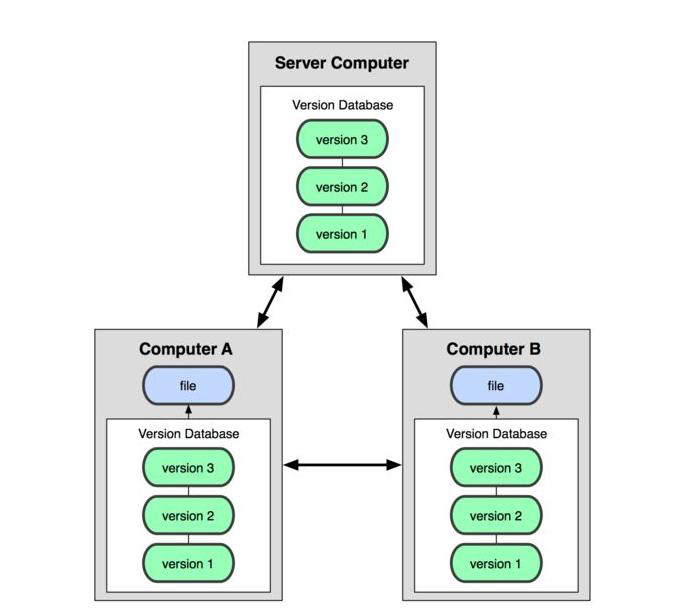 Server Computer
Version Database
version 3
version 2
version 1
Computer A
file
Version Database
version 3
version 2
version 1
Computer B
file
Version Database
version 3
version 2
version 1